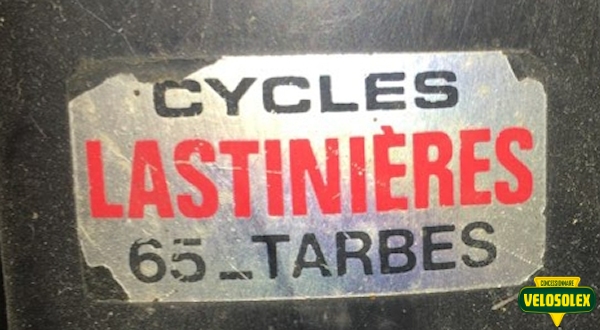 CYCLES
LASTINIÈRES
65_TARBES
CONCESSIONNAIRE
VELOSOLEX